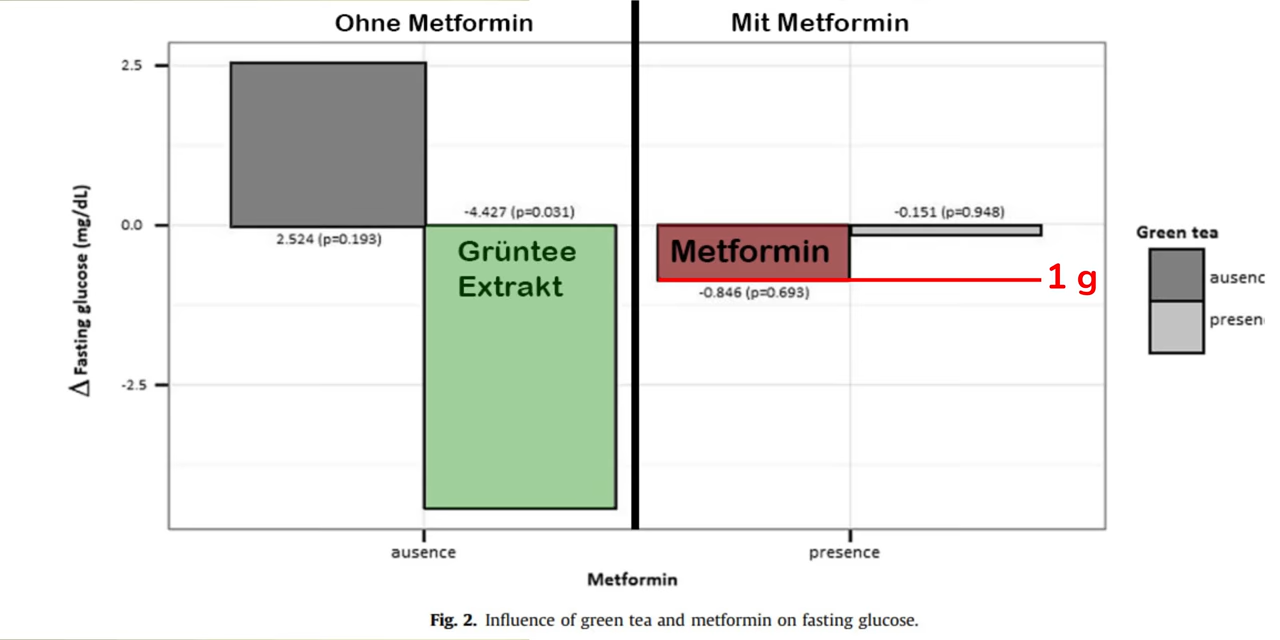 Ohne Metformin
Mit Metformin
2.5
0.0
-2.5
Δ Fasting glucose (mg/dL)
2.524 (p=0.193)
-4.427 (p=0.031)
Grüntee
Extrakt
Metformin
-0.846 (p=0.693)
-0.151 (p=0.948)
1 g
Green tea
ausenc
presen
ausence
presence
Metformin
Fig. 2. Influence of green tea and metformin on fasting glucose.